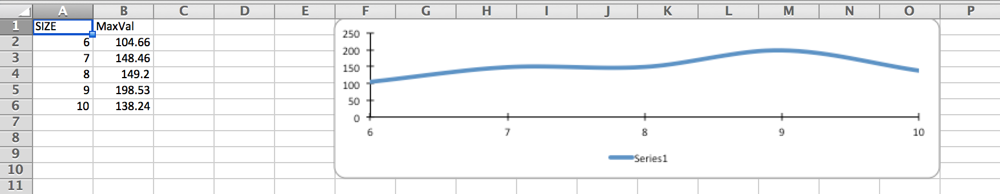 A B C D E F G H I J K L M N O P
1 SIZE MaxVal
2 6 104.66
3 7 148.46
4 8 149.2
5 9 198.53
6 10 138.24
7
8
9
10
11
250
200
150
100
50
0
6 7 8 9 10
Series1